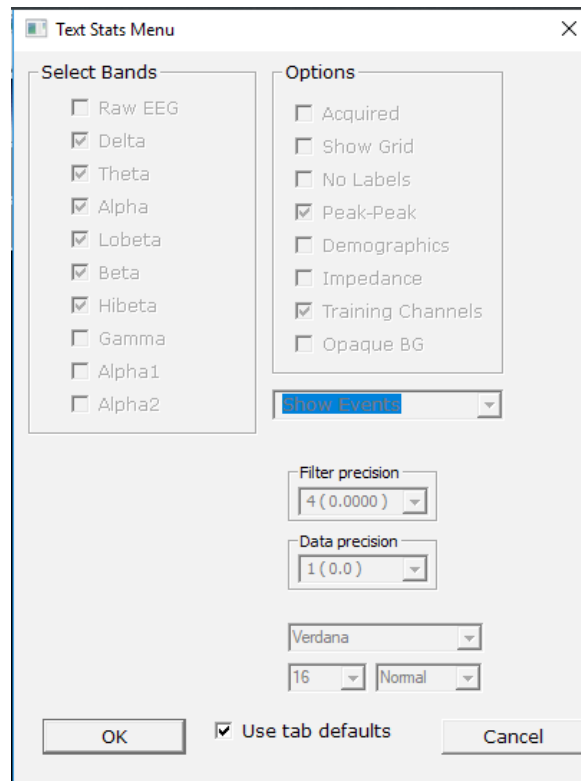 Text Stats Menu
Select Bands
Raw EEG
Delta
Theta
Alpha
Lobeta
Beta
Hibeta
Gamma
Alpha1
Alpha2
Options
Acquired
Show Grid
No Labels
Peak-Peak
Demographics
Impedance
Training Channels
Opaque BG
Show Events
Filter precision
4 ( 0.0000 )
Data precision
1 ( 0.0 )
Verdana
16 Normal
OK Use tab defaults Cancel